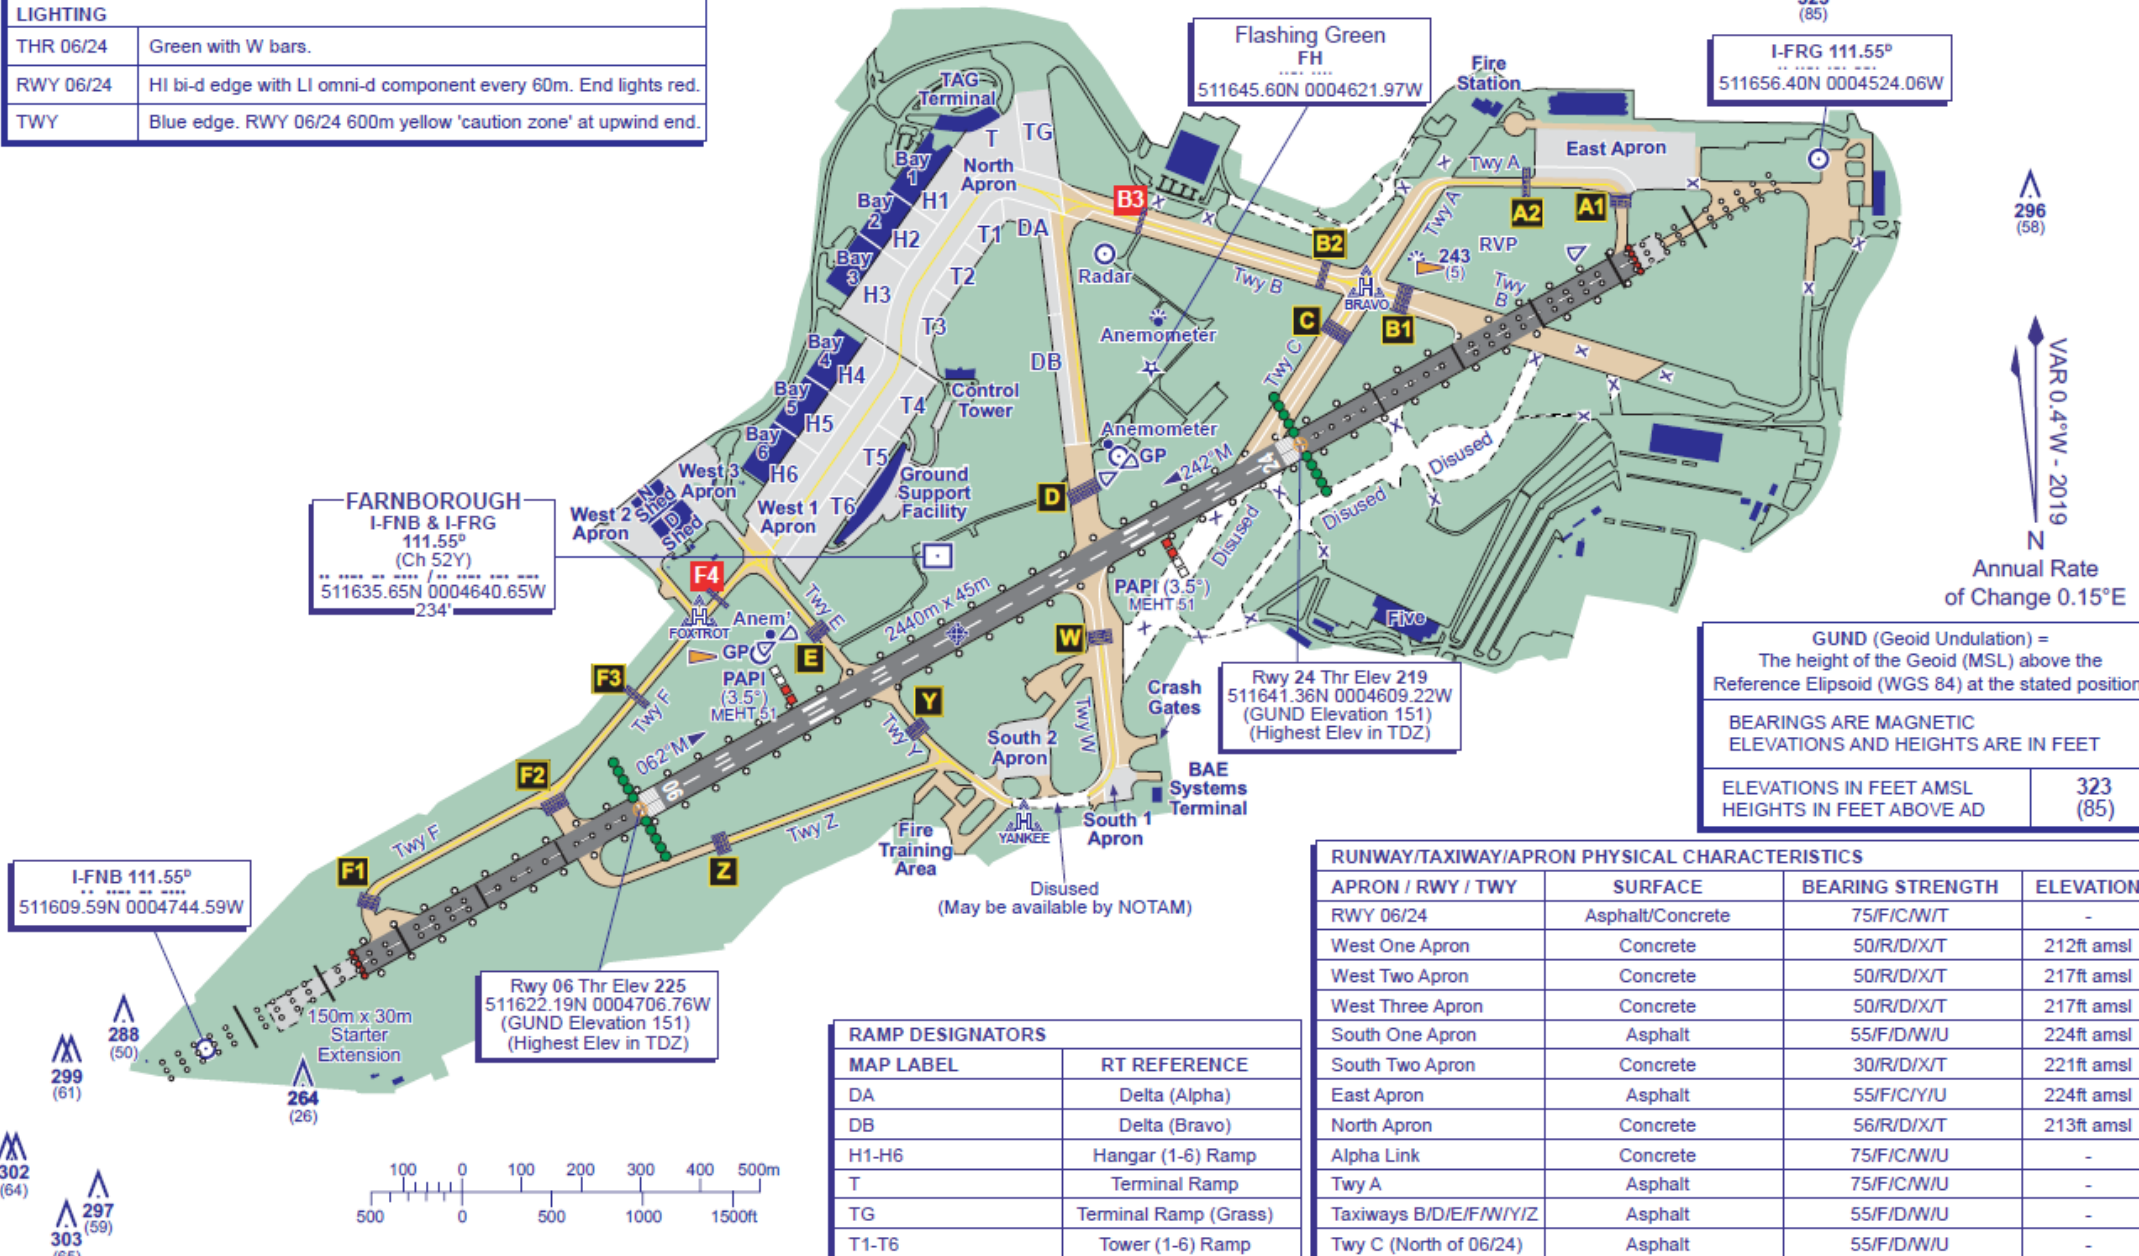 LIGHTING
THR 06/24 Green with W bars.
RWY 06/24 HI bi-d edge with LI omni-d component every 60m. End lights red.
TWY Blue edge. RWY 06/24 600m yellow 'caution zone' at upwind end.
Flashing Green
FH
511645.60N 0004621.97W
(85)
I-FRG 111.55ᴰ
511656.40N 0004524.06W
Fire
Station
TAG
Terminal
T
TG
North
Apron
Bay
1
H1
Bay
2
H2
Bay
3
H3
T1
DA
T2
T3
B3
Radar
Twy B
B2
Twy A
Twy A
A2
A1
East Apron
RVP
243
(5)
Twy
B
BRAVO
H
B1
C
Twy C
296
(58)
Anemometer
DB
Bay
4
H4
Bay
5
H5
Bay
6
H6
T4
T5
T6
Control
Tower
Ground
Support
Facility
Anemometer
GP
D
242°M
24
Disused
Disused
Disused
VAR 0.4°W - 2019
N
Annual Rate
of Change 0.15°E
West 3
Apron
N
Shed
D
Shed
West 2
Apron
West 1
Apron
FARNBOROUGH
I-FNB & I-FRG
111.55ᴰ
(Ch 52Y)
511635.65N 0004640.65W
234'
F4
H
FOXTROT
Anem'
GP
Twy E
E
2440m x 45m
PAPI (3.5°)
MEHT 51
W
Five
F3
Twy F
PAPI
(3.5°)
MEHT 51
Y
Twy Y
Twy W
Crash
Gates
South 2
Apron
BAE
Systems
Terminal
South 1
Apron
H
YANKEE
Rwy 24 Thr Elev 219
511641.36N 0004609.22W
(GUND Elevation 151)
(Highest Elev in TDZ)
GUND (Geoid Undulation) =
The height of the Geoid (MSL) above the
Reference Elipsoid (WGS 84) at the stated position
BEARINGS ARE MAGNETIC
ELEVATIONS AND HEIGHTS ARE IN FEET
ELEVATIONS IN FEET AMSL
HEIGHTS IN FEET ABOVE AD
323
(85)
062°M
06
F2
Twy F
F1
Z
Twy Z
Fire
Training
Area
Disused
(May be available by NOTAM)
I-FNB 111.55ᴰ
511609.59N 0004744.59W
Rwy 06 Thr Elev 225
511622.19N 0004706.76W
(GUND Elevation 151)
(Highest Elev in TDZ)
150m x 30m
Starter
Extension
288
(50)
299
(61)
264
(26)
302
(64)
297
(59)
303
100 0 100 200 300 400 500m
500 0 500 1000 1500ft
RAMP DESIGNATORS
MAP LABEL RT REFERENCE
DA Delta (Alpha)
DB Delta (Bravo)
H1-H6 Hangar (1-6) Ramp
T Terminal Ramp
TG Terminal Ramp (Grass)
T1-T6 Tower (1-6) Ramp
RUNWAY/TAXIWAY/APRON PHYSICAL CHARACTERISTICS
APRON / RWY / TWY SURFACE BEARING STRENGTH ELEVATION
RWY 06/24 Asphalt/Concrete 75/F/C/W/T -
West One Apron Concrete 50/R/D/X/T 212ft amsl
West Two Apron Concrete 50/R/D/X/T 217ft amsl
West Three Apron Concrete 50/R/D/X/T 217ft amsl
South One Apron Asphalt 55/F/D/W/U 224ft amsl
South Two Apron Concrete 30/R/D/X/T 221ft amsl
East Apron Asphalt 55/F/C/Y/U 224ft amsl
North Apron Concrete 56/R/D/X/T 213ft amsl
Alpha Link Concrete 75/F/C/W/U -
Twy A Asphalt 75/F/C/W/U -
Taxiways B/D/E/F/W/Y/Z Asphalt 55/F/D/W/U -
Twy C (North of 06/24) Asphalt 55/F/D/W/U -